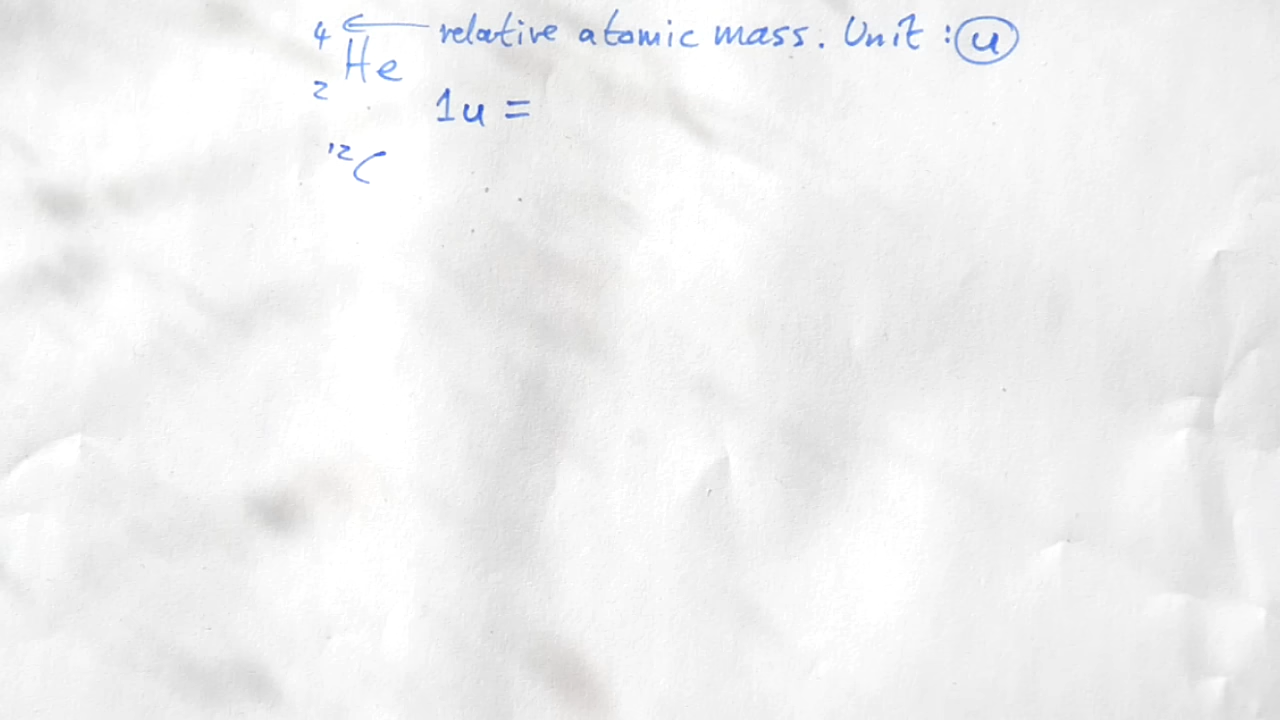 4 ← relative atomic mass. Unit : u
He
2
1u =
12C